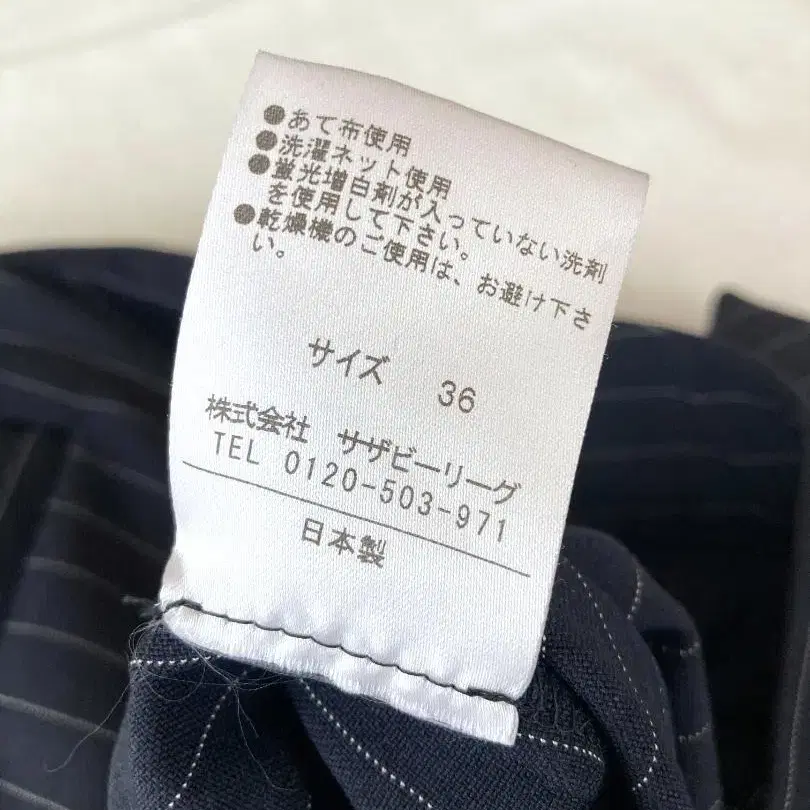 ●あて布使用
●洗濯ネット使用
●蛍光増白剤が入っていない洗剤
を使用して下さい。
●乾燥機のご使用は、お避け下さ
い。
サイズ 36
株式会社 サザビーリーグ
TEL 0120-503-971
日本製